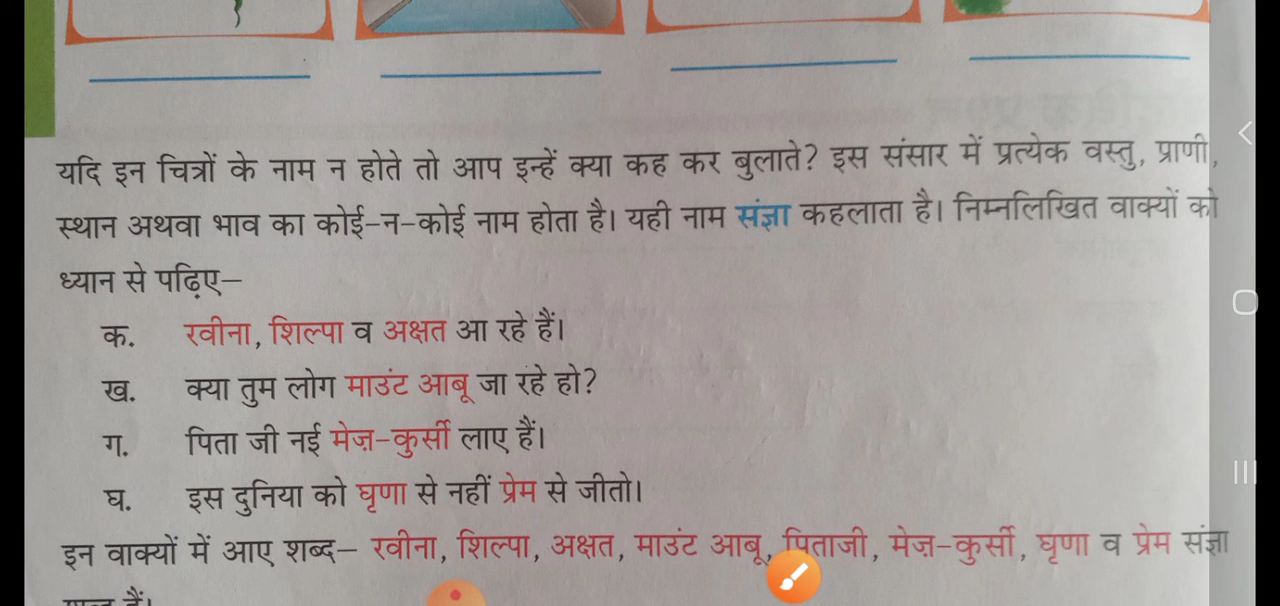 यदि इन चित्रों के नाम न होते तो आप इन्हें क्या कह कर बुलाते? इस संसार में प्रत्येक वस्तु, प्राणी,
स्थान अथवा भाव का कोई-न-कोई नाम होता है। यही नाम संज्ञा कहलाता है। निम्नलिखित वाक्यों को
ध्यान से पढ़िए—
क. रवीना, शिल्पा व अक्षत आ रहे हैं।
ख. क्या तुम लोग माउंट आबू जा रहे हो?
ग. पिता जी नई मेज़-कुर्सी लाए हैं।
घ. इस दुनिया को घृणा से नहीं प्रेम से जीतो।
इन वाक्यों में आए शब्द— रवीना, शिल्पा, अक्षत, माउंट आबू, पिताजी, मेज़-कुर्सी, घृणा व प्रेम संज्ञा
हैं।